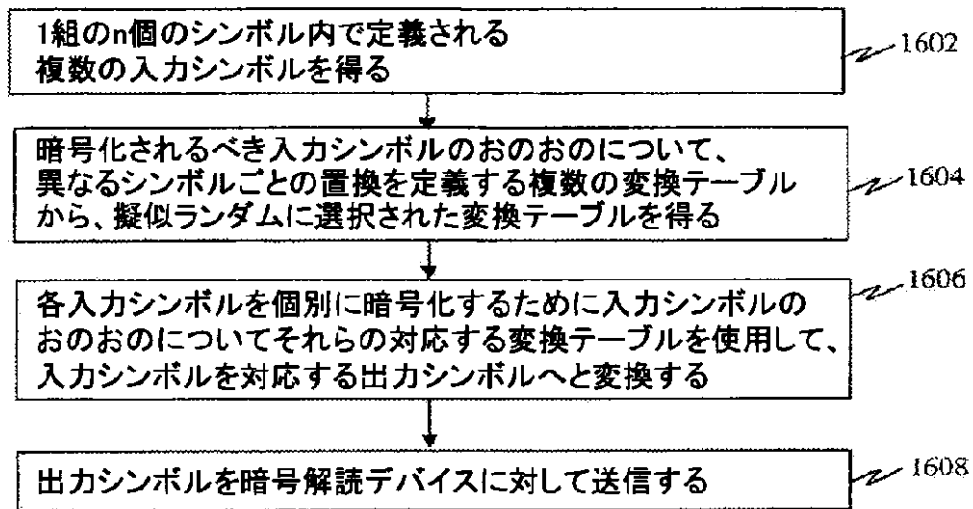 1組のn個のシンボル内で定義される
複数の入力シンボルを得る
1602
暗号化されるべき入力シンボルのおのおのについて、
異なるシンボルごとの置換を定義する複数の変換テーブル
から、擬似ランダムに選択された変換テーブルを得る
1604
各入力シンボルを個別に暗号化するために入力シンボルの
おのおのについてそれらの対応する変換テーブルを使用して、
入力シンボルを対応する出力シンボルへと変換する
1606
出力シンボルを暗号解読デバイスに対して送信する
1608